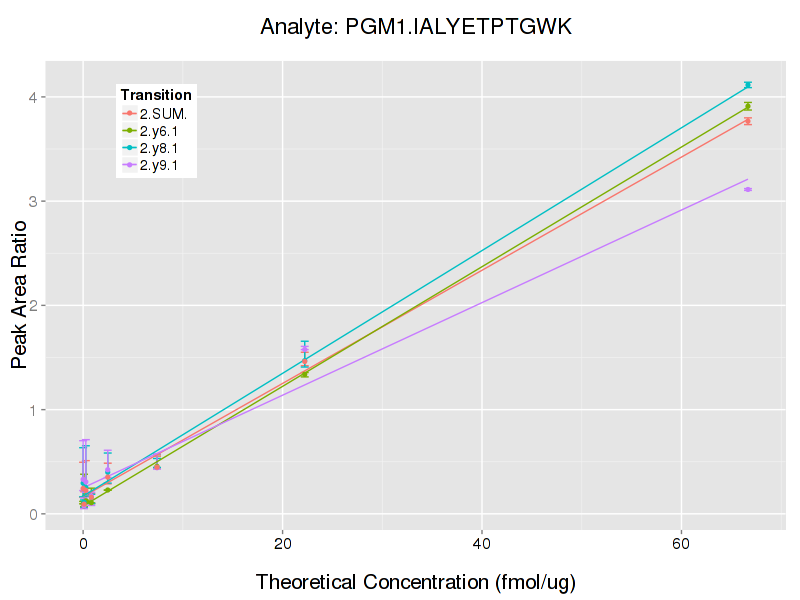 Analyte: PGM1.IALYETPTGWK
Transition
2.SUM.
2.y6.1
2.y8.1
2.y9.1
Peak Area Ratio
4
3
2
1
0
0 20 40 60
Theoretical Concentration (fmol/ug)